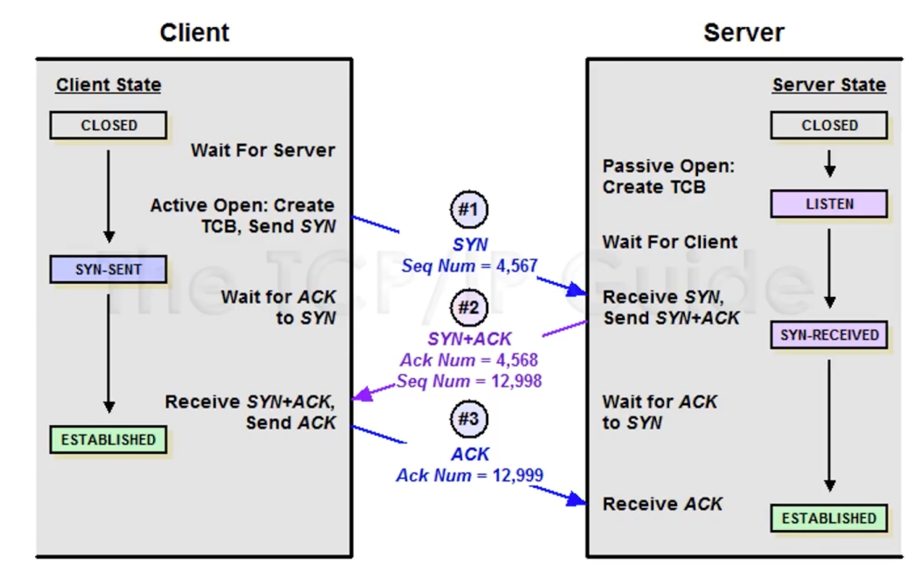 Client
Server
Client State
CLOSED
Wait For Server
Active Open: Create
TCB, Send SYN
SYN-SENT
Wait for ACK
to SYN
Receive SYN+ACK,
Send ACK
ESTABLISHED
#1
SYN
Seq Num = 4,567
#2
SYN+ACK
Ack Num = 4,568
Seq Num = 12,998
#3
ACK
Ack Num = 12,999
Server State
CLOSED
Passive Open:
Create TCB
LISTEN
Wait For Client
Receive SYN,
Send SYN+ACK
SYN-RECEIVED
Wait for ACK
to SYN
Receive ACK
ESTABLISHED
The TCP/IP Guide